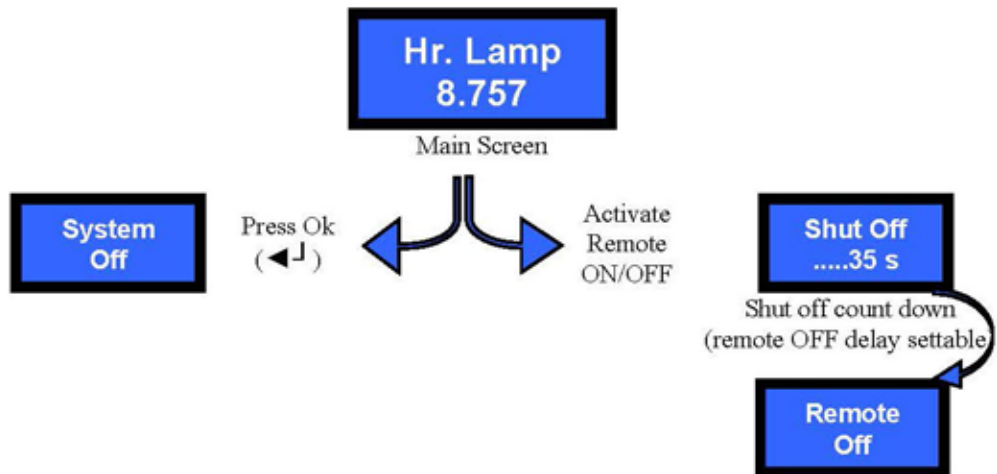 Hr. Lamp
8.757
Main Screen
System
Off
Press Ok
(◄┘)
Activate
Remote
ON/OFF
Shut Off
.....35 s
Shut off count down
(remote OFF delay settable
Remote
Off